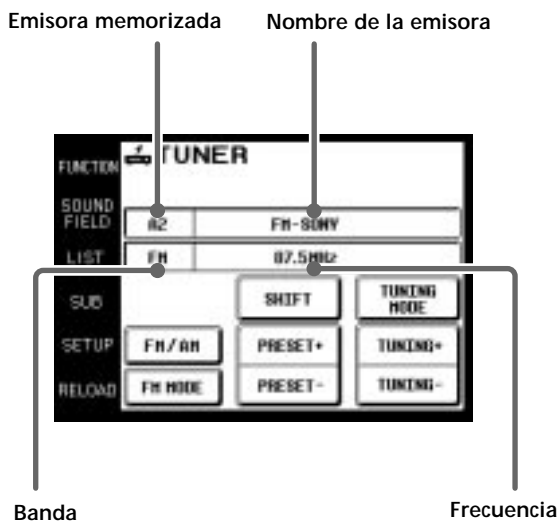 Emisora memorizada Nombre de la emisora
FUNCTION TUNER
SOUND
FIELD A2 FM-SONY
LIST FM 87.5MHz
SUB SHIFT TUNING
MODE
SETUP FM/AM PRESET+ TUNING+
RELOAD FM MODE PRESET- TUNING-
Banda Frecuencia